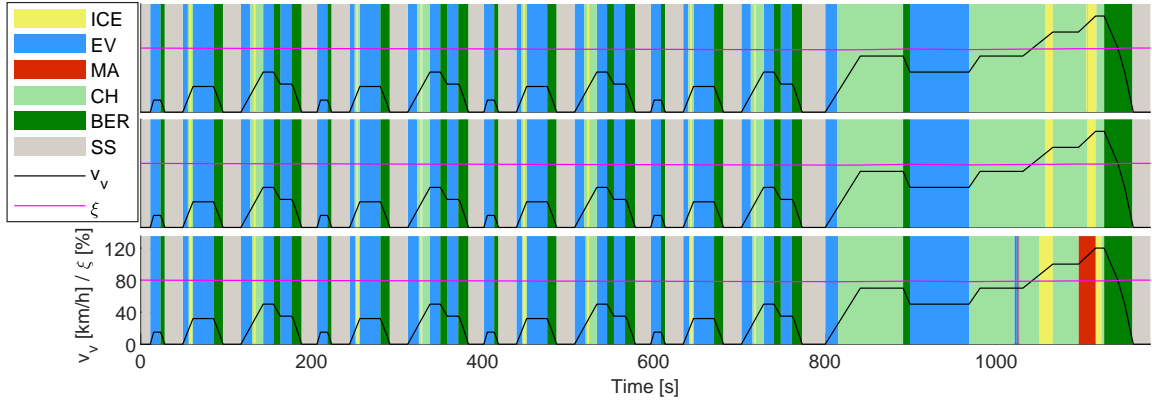 ICE
EV
MA
CH
BER
SS
v_v
ξ
v_v [km/h] / ξ [%]
120
80
40
0
0 200 400 600 800 1000
Time [s]